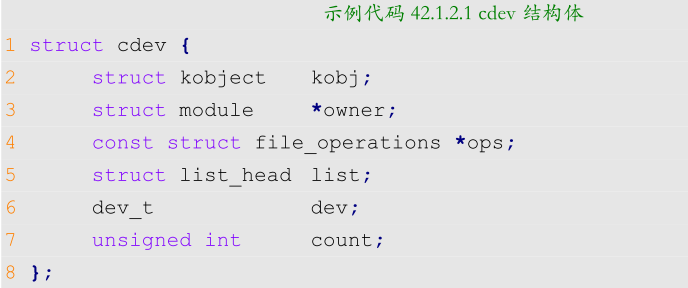 示例代码 42.1.2.1 cdev 结构体
1 struct cdev {
2     struct kobject    kobj;
3     struct module     *owner;
4     const struct file_operations *ops;
5     struct list_head  list;
6     dev_t             dev;
7     unsigned int      count;
8 };